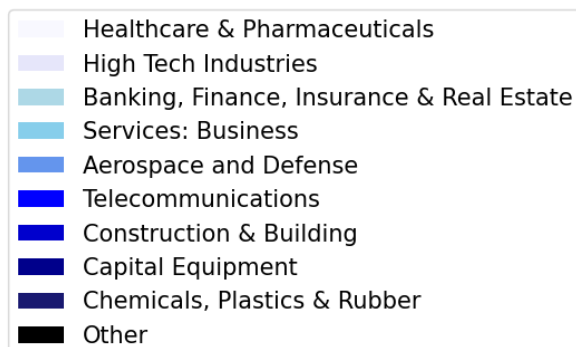 Healthcare & Pharmaceuticals
High Tech Industries
Banking, Finance, Insurance & Real Estate
Services: Business
Aerospace and Defense
Telecommunications
Construction & Building
Capital Equipment
Chemicals, Plastics & Rubber
Other